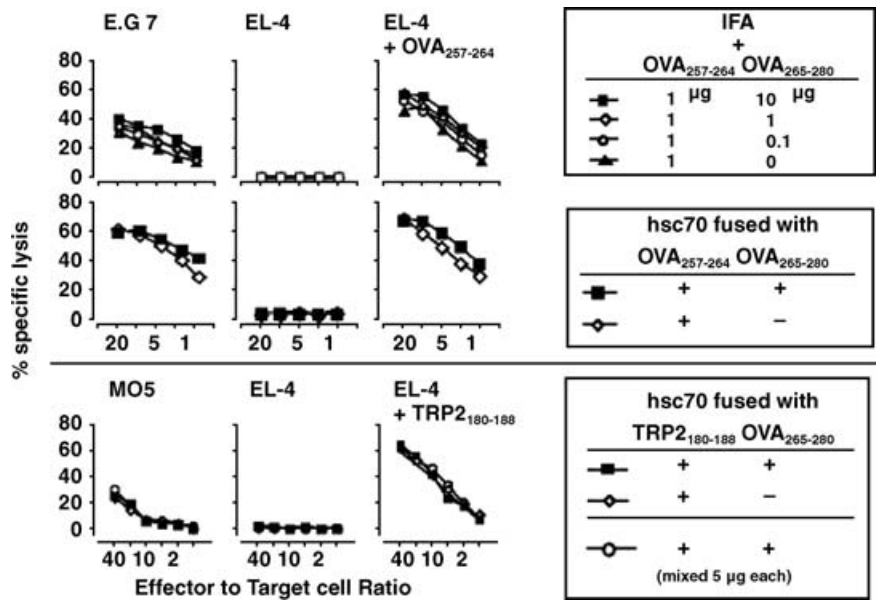 E.G 7
EL-4
EL-4
+ OVA257-264
80
60
40
20
0
80
60
40
20
0
20 5 1
20 5 1
20 5 1
% specific lysis
MO5
EL-4
EL-4
+ TRP2180-188
80
60
40
20
0
40 10 2
40 10 2
40 10 2
Effector to Target cell Ratio
IFA
+
OVA257-264 OVA265-280
1 µg 10 µg
1 1
1 0.1
1 0
hsc70 fused with
OVA257-264 OVA265-280
+ +
+ −
hsc70 fused with
TRP2180-188 OVA265-280
+ +
+ −
+ +
(mixed 5 µg each)